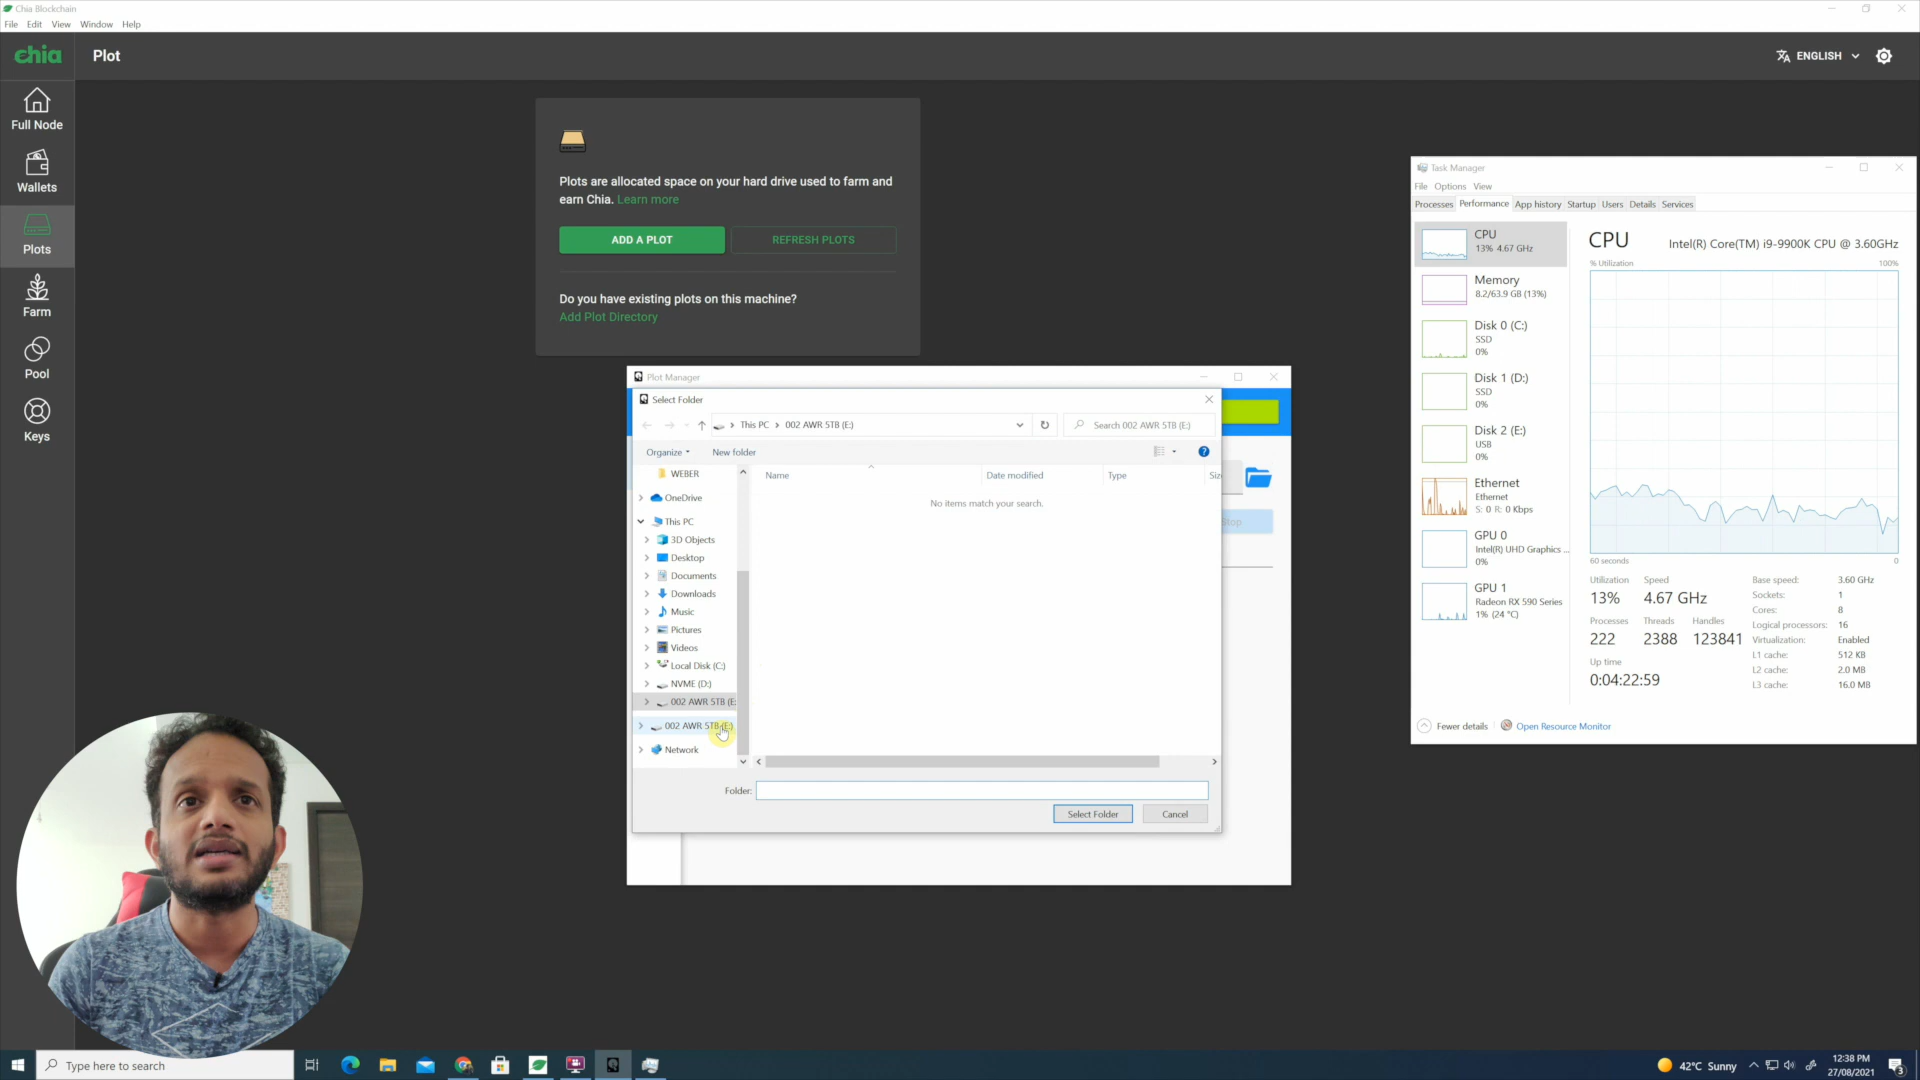 Chia Blockchain
File Edit View Window Help
chia
Plot
ENGLISH
Full Node
Wallets
Plots
Farm
Pool
Keys
Plots are allocated space on your hard drive used to farm and
earn Chia. Learn more
ADD A PLOT
REFRESH PLOTS
Do you have existing plots on this machine?
Add Plot Directory
Plot Manager
Select Folder
This PC > 002 AWR 5TB (E:)
Search 002 AWR 5TB (E:)
Organize
New folder
?
Name
Date modified
Type
Siz
No items match your search.
WEBER
OneDrive
This PC
3D Objects
Desktop
Documents
Downloads
Music
Pictures
Videos
Local Disk (C:)
NVME (D:)
002 AWR 5TB (E:
002 AWR 5TB (E:)
Network
Folder:
Select Folder
Cancel
Stop
Task Manager
File Options View
Processes Performance App history Startup Users Details Services
CPU
13% 4.67 GHz
Memory
8.2/63.9 GB (13%)
Disk 0 (C:)
SSD
0%
Disk 1 (D:)
SSD
0%
Disk 2 (E:)
USB
0%
Ethernet
Ethernet
S: 0 R: 0 Kbps
GPU 0
Intel(R) UHD Graphics ...
0%
GPU 1
Radeon RX 590 Series
1% (24 °C)
CPU
Intel(R) Core(TM) i9-9900K CPU @ 3.60GHz
% Utilization
100%
60 seconds
0
Utilization
13%
Speed
4.67 GHz
Processes
222
Threads
2388
Handles
123841
Up time
0:04:22:59
Base speed: 3.60 GHz
Sockets: 1
Cores: 8
Logical processors: 16
Virtualization: Enabled
L1 cache: 512 KB
L2 cache: 2.0 MB
L3 cache: 16.0 MB
Fewer details
Open Resource Monitor
Type here to search
42°C Sunny
12:38 PM
27/08/2021
3